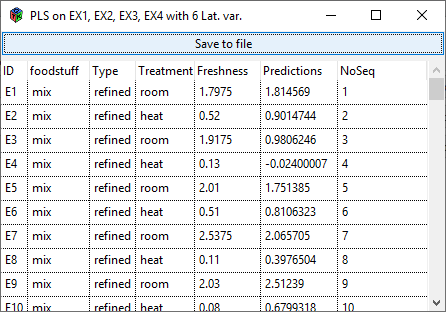 PLS on EX1, EX2, EX3, EX4 with 6 Lat. var.
Save to file
ID foodstuff Type Treatment Freshness Predictions NoSeq
E1 mix refined room 1.7975 1.814569 1
E2 mix refined heat 0.52 0.9014744 2
E3 mix refined room 1.9175 0.9806246 3
E4 mix refined heat 0.13 -0.02400007 4
E5 mix refined room 2.01 1.751385 5
E6 mix refined heat 0.51 0.8106323 6
E7 mix refined room 2.5375 2.065705 7
E8 mix refined heat 0.11 0.3976504 8
E9 mix refined room 2.03 2.51239 9
E10 mix refined heat 0.08 0.6799318 10